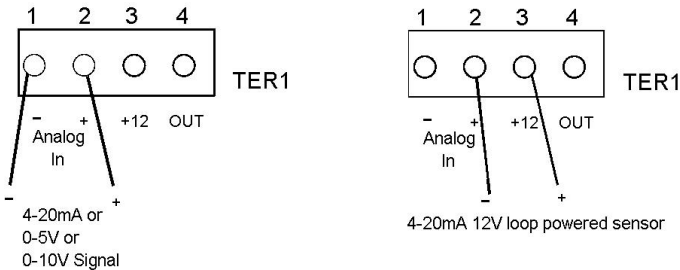 1 2 3 4
TER1
- + +12 OUT
Analog
In
- +
4-20mA or
0-5V or
0-10V Signal
1 2 3 4
TER1
- + +12 OUT
Analog
In
- +
4-20mA 12V loop powered sensor